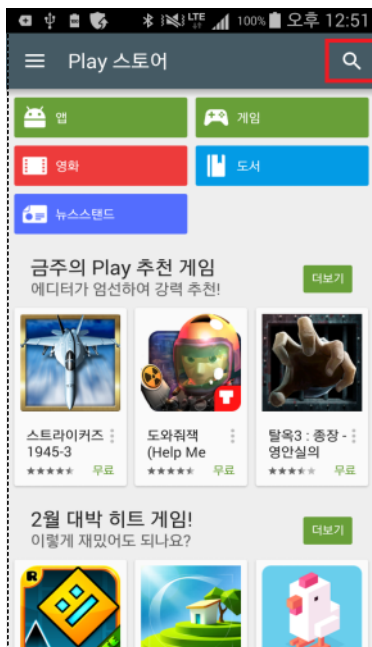 LTE 100% 오후 12:51
Play 스토어
앱
게임
영화
도서
뉴스스탠드
금주의 Play 추천 게임
에디터가 엄선하여 강력 추천!
더보기
스트라이커즈
1945-3
무료
도와줘잭
(Help Me
무료
탈옥3 : 종장 -
영안실의
무료
2월 대박 히트 게임!
이렇게 재밌어도 되나요?
더보기
R